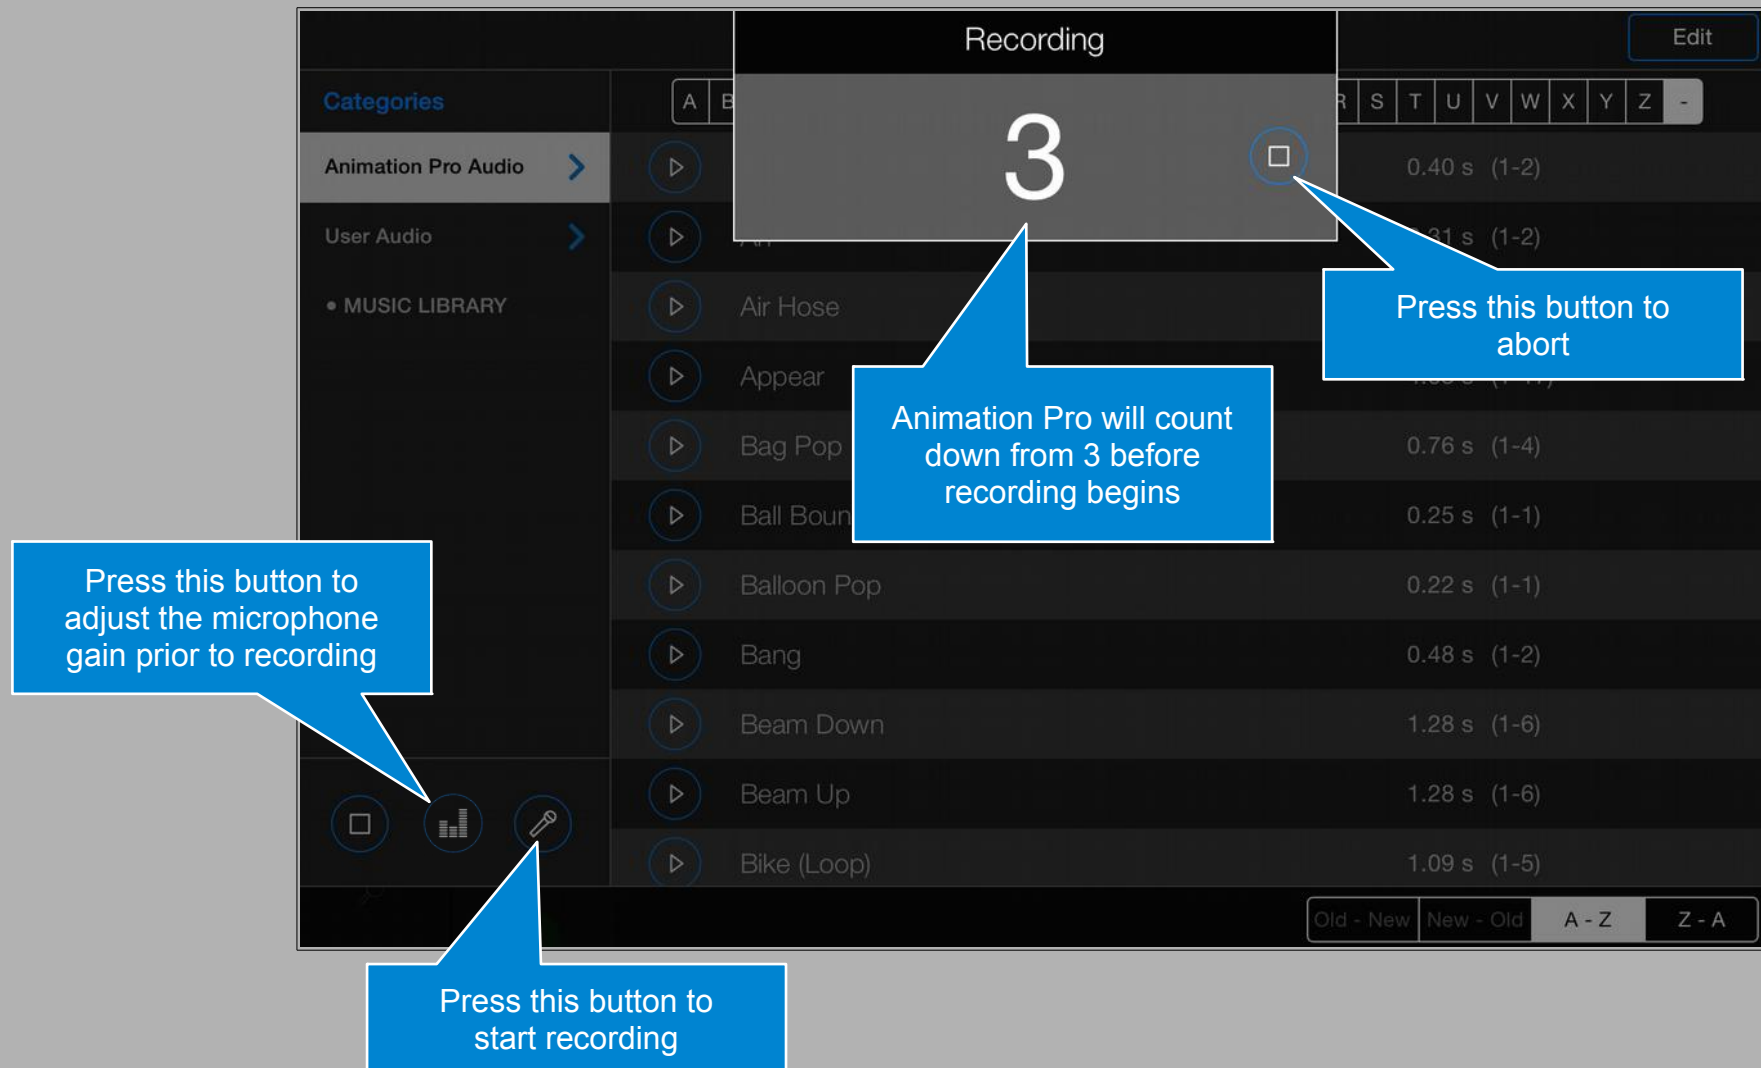 Recording
Edit
Categories
A B R S T U V W X Y Z -
3
Animation Pro Audio
0.40 s (1-2)
User Audio
31 s (1-2)
• MUSIC LIBRARY
Air Hose
Press this button to
abort
Appear
Animation Pro will count
down from 3 before
recording begins
Bag Pop
0.76 s (1-4)
Ball Boun
0.25 s (1-1)
Press this button to
adjust the microphone
gain prior to recording
Balloon Pop
0.22 s (1-1)
Bang
0.48 s (1-2)
Beam Down
1.28 s (1-6)
Beam Up
1.28 s (1-6)
Bike (Loop)
1.09 s (1-5)
Old - New New - Old A - Z Z - A
Press this button to
start recording